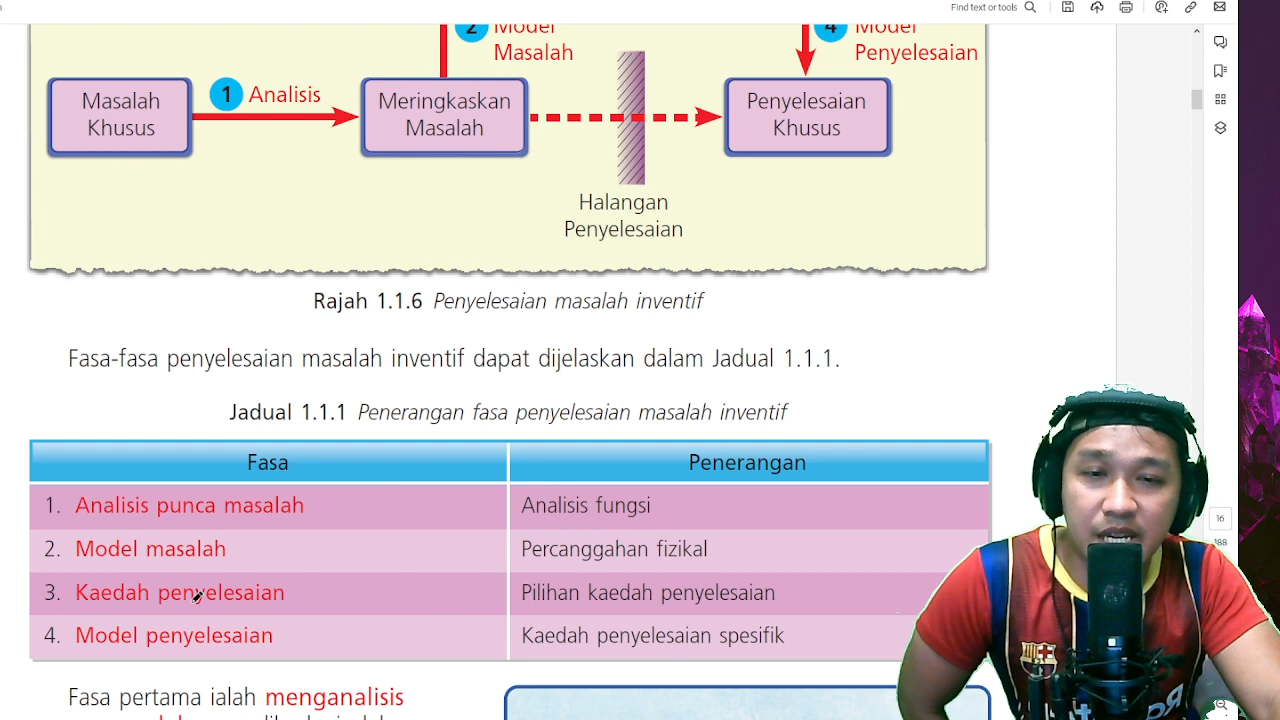 Find text or tools
2 Model
Masalah
4 Model
Penyelesaian
Masalah
Khusus
1 Analisis
Meringkaskan
Masalah
Penyelesaian
Khusus
Halangan
Penyelesaian
Rajah 1.1.6 Penyelesaian masalah inventif
Fasa-fasa penyelesaian masalah inventif dapat dijelaskan dalam Jadual 1.1.1.
Jadual 1.1.1 Penerangan fasa penyelesaian masalah inventif
Fasa Penerangan
1. Analisis punca masalah Analisis fungsi
2. Model masalah Percanggahan fizikal
3. Kaedah penyelesaian Pilihan kaedah penyelesaian
4. Model penyelesaian Kaedah penyelesaian spesifik
Fasa pertama ialah menganalisis
16
188